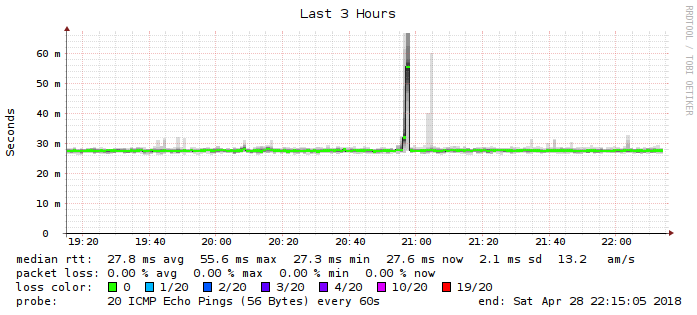 Last 3 Hours
RRDTOOL / TOBI OETIKER
Seconds
60 m
50 m
40 m
30 m
20 m
10 m
0
19:20 19:40 20:00 20:20 20:40 21:00 21:20 21:40 22:00
median rtt: 27.8 ms avg 55.6 ms max 27.3 ms min 27.6 ms now 2.1 ms sd 13.2 am/s
packet loss: 0.00 % avg 0.00 % max 0.00 % min 0.00 % now
loss color: 0 1/20 2/20 3/20 4/20 10/20 19/20
probe: 20 ICMP Echo Pings (56 Bytes) every 60s end: Sat Apr 28 22:15:05 2018